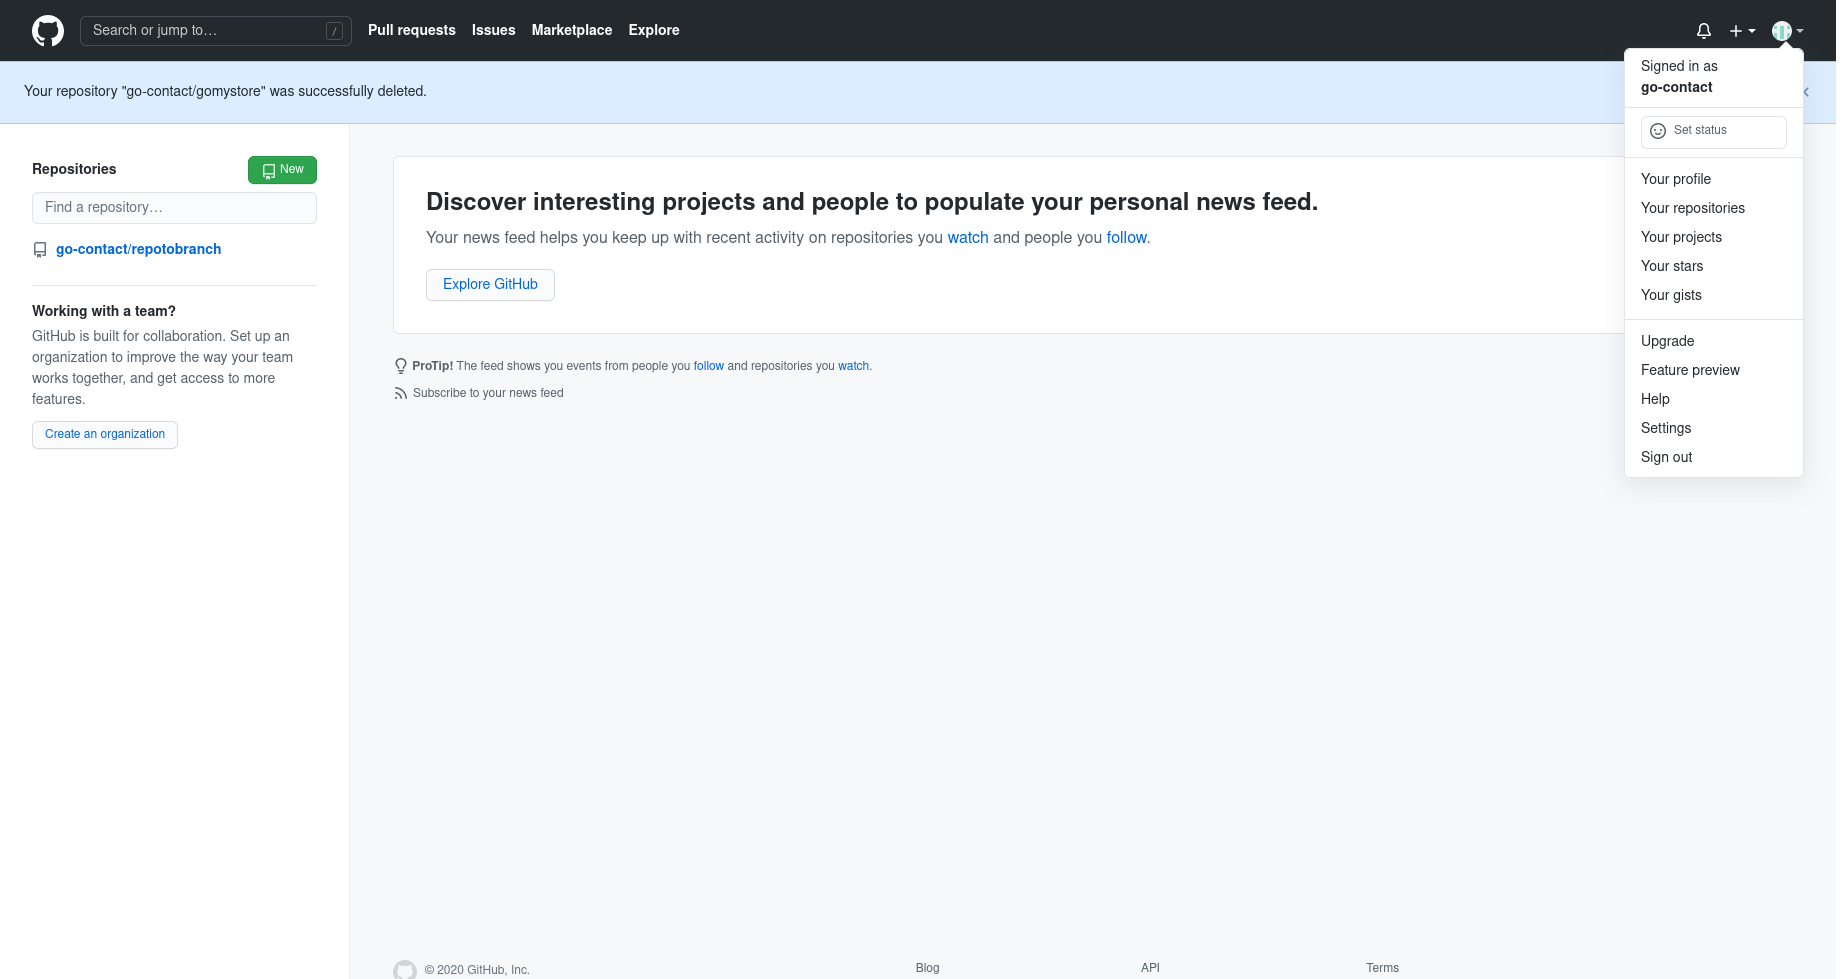 Search or jump to…
/
Pull requests
Issues
Marketplace
Explore
Your repository "go-contact/gomystore" was successfully deleted.
Signed in as
go-contact
Set status
Your profile
Your repositories
Your projects
Your stars
Your gists
Upgrade
Feature preview
Help
Settings
Sign out
Repositories
New
Find a repository…
go-contact/repotobranch
Working with a team?
GitHub is built for collaboration. Set up an
organization to improve the way your team
works together, and get access to more
features.
Create an organization
Discover interesting projects and people to populate your personal news feed.
Your news feed helps you keep up with recent activity on repositories you watch and people you follow.
Explore GitHub
ProTip! The feed shows you events from people you follow and repositories you watch.
Subscribe to your news feed
© 2020 GitHub, Inc.
Blog
API
Terms